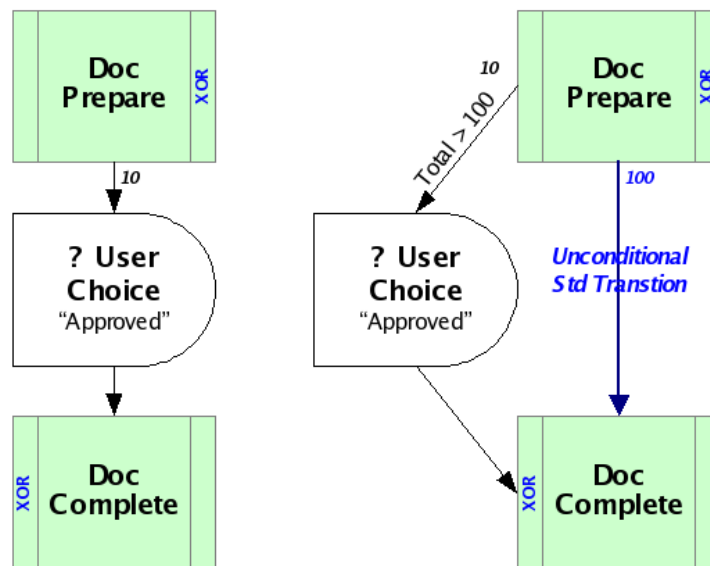 Doc
Prepare
XOR
10
? User
Choice
“Approved”
XOR
Doc
Complete
10
Total > 100
Doc
Prepare
XOR
100
? User
Choice
“Approved”
Unconditional
Std Transtion
XOR
Doc
Complete